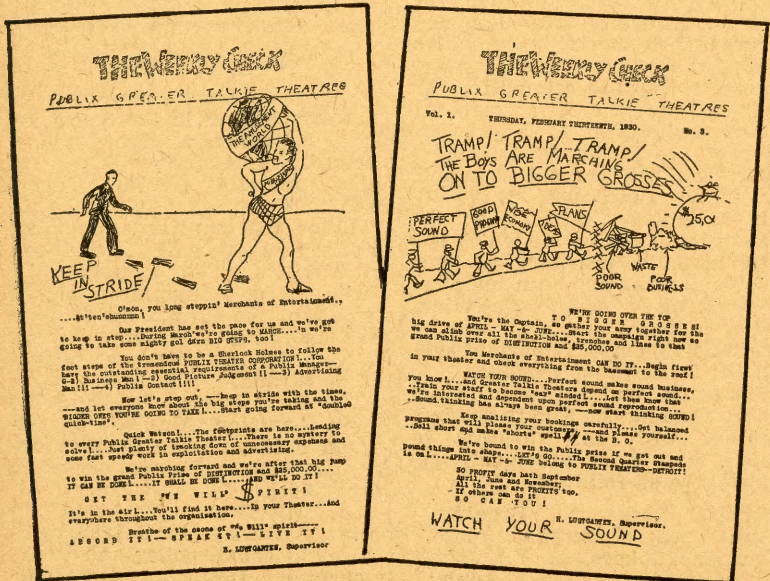 THE WEEKLY CHECK
PUBLIX GREATER TALKIE THEATRES
THE AMUSEMENT
WORLD
KEEP
IN STRIDE
C'mon, you long steppin' Merchants of Entertainment..
....At'ten'shunnnnn!
Our President has set the pace for us and we've got
to keep in step....During March we're going to MARCH....'n we're
going to take some mighty gol darn BIG STEPS, too!
You don't have to be a Sherlock Holmes to follow the
foot steps of the tremendous PUBLIX THEATER CORPORATION!...You
have the outstanding essential requirements of a Publix Manager--
Business Man!--2) Good Picture Judgement!! --3) Advertising
Man!!! --4) Public Contact!!!!
Now let's step out, ---keep in stride with the times,
---and let everyone know about the big steps you're taking and the
BIGGER ONES YOU'RE GOING TO TAKE!....Start going forward at "double
quick-time".
Quick Watson!....The footprints are here....Leading
to every Publix Greater Talkie Theater!....There is no mystery to
solve!....Just plenty of tracking down of unnecessary expenses and
some fast speedy work in exploitation and advertising.
We're marching forward and we're after that big jump
to win the grand Publix Prize of DISTINCTION and $25,000.00....
IT CAN BE DONE!....IT SHALL BE DONE!....AND WE'LL DO IT!
GET THE "WE WILL" SPIRIT!
It's in the air!....You'll find it here....In your Theater...And
everywhere throughout the organization.
Breathe of the ozone of "We Will" spirit----
ABSORB IT!--SPEAK IT!--LIVE IT!
H. LUSTGARTEN, Supervisor
THE WEEKLY CHECK
PUBLIX GREATER TALKIE THEATRES
Vol. 1. THURSDAY, FEBRUARY THIRTEENTH, 1930. No. 3.
TRAMP! TRAMP! TRAMP!
THE BOYS ARE MARCHING
ON TO BIGGER GROSSES
PERFECT
SOUND
GOOD
PROGRAM
WISE
ECONOMY
IDEAS
PLANS
POOR
SOUND
WASTE
POOR
BUSINESS
WE'RE GOING OVER THE TOP
TO BIGGER GROSSES!
You're the Captain, so gather your army together for the
big drive of APRIL - MAY -&- JUNE....Start the campaign right now so
we can climb over all the shell-holes, trenches and lines to that
grand Publix prize of DISTINCTION and $25,000.00
You Merchants of Entertainment CAN DO IT...Begin first
in your theater and check everything from the basement to the roof!
WATCH YOUR SOUND....Perfect sound makes sound business,
you know!....and Greater Talkie Theaters depend on perfect sound...
..Train your staff to become "ear" minded!....Let them know that
we're interested and dependent upon perfect sound reproduction...
..Sound thinking has always been great, ---now start thinking SOUND!
Keep analizing your bookings carefully....Get balanced
programs that will please your customers ---and please yourself...
..Sell short and make "shorts" spell $$ at the B. O.
We're bound to win the Publix prize if we get out and
pound things into shape....LET'S GO!....The Second Quarter Stampede
is on!....APRIL - MAY -&- JUNE belong to PUBLIX THEATERS--DETROIT!
30 PROFIT days hath September
April, June and November;
All the rest are PROFITS too,
If others can do it
SO CAN YOU!
H. LUSTGARTEN, Supervisor.
WATCH YOUR SOUND